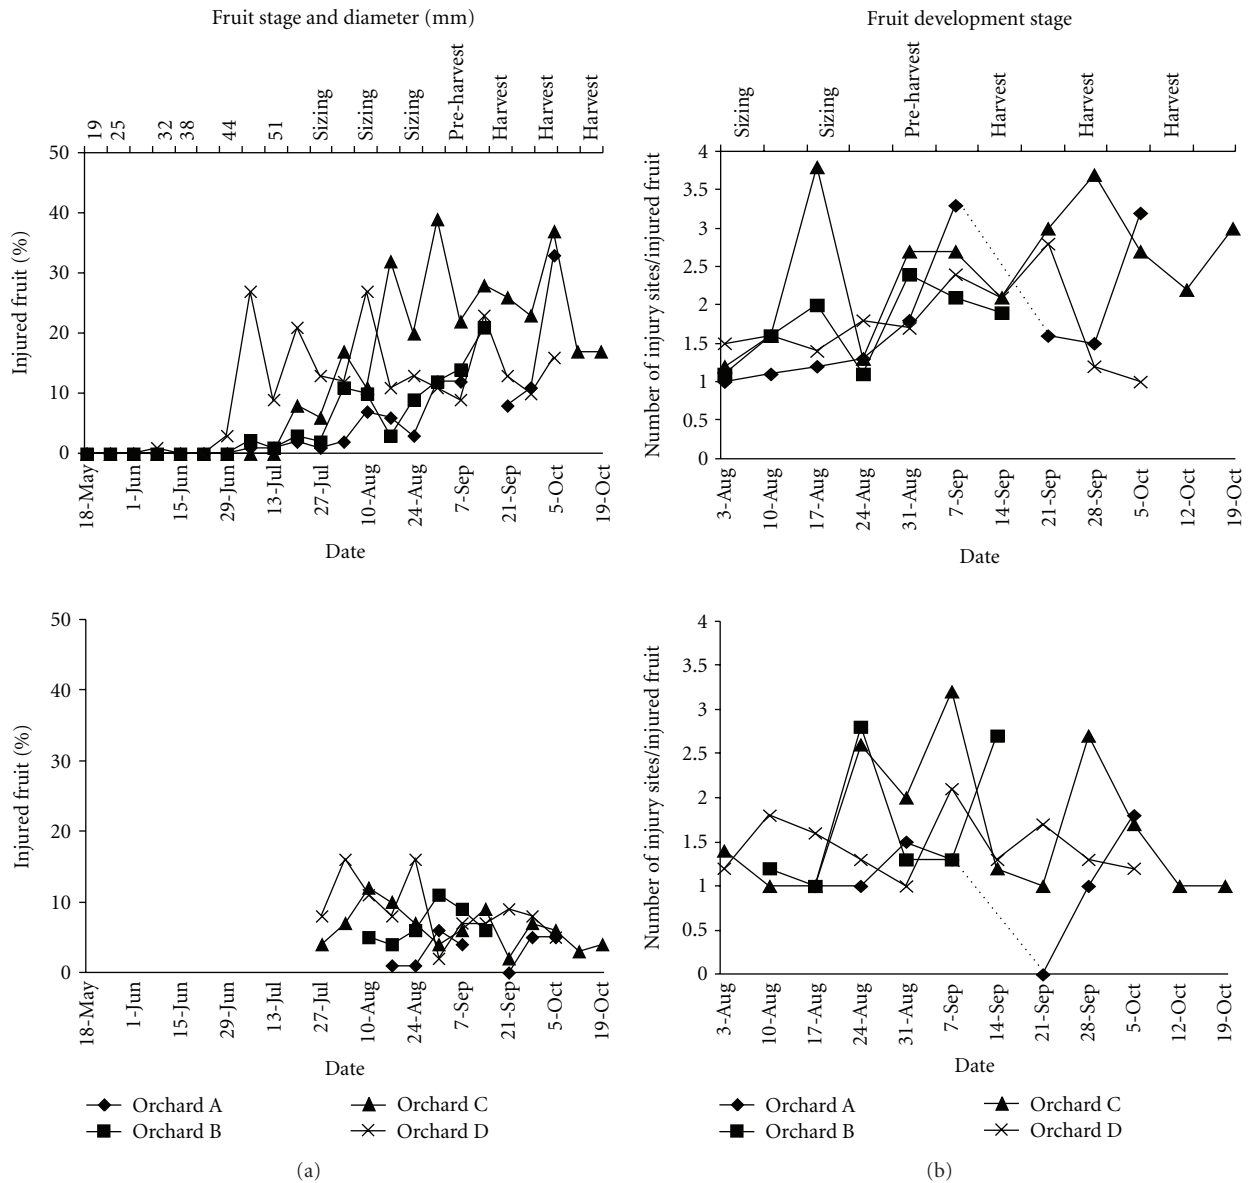 Fruit stage and diameter (mm)
19 25 32 38 44 51 Sizing Sizing Sizing Pre-harvest Harvest Harvest Harvest
50
40
30
20
10
0
Injured fruit (%)
18-May 1-Jun 15-Jun 29-Jun 13-Jul 27-Jul 10-Aug 24-Aug 7-Sep 21-Sep 5-Oct 19-Oct
Date
Fruit development stage
Sizing Sizing Pre-harvest Harvest Harvest Harvest
4
3.5
3
2.5
2
1.5
1
0.5
0
Number of injury sites/injured fruit
3-Aug 10-Aug 17-Aug 24-Aug 31-Aug 7-Sep 14-Sep 21-Sep 28-Sep 5-Oct 12-Oct 19-Oct
Date
50
40
30
20
10
0
Injured fruit (%)
18-May 1-Jun 15-Jun 29-Jun 13-Jul 27-Jul 10-Aug 24-Aug 7-Sep 21-Sep 5-Oct 19-Oct
Date
Orchard A
Orchard B
Orchard C
Orchard D
(a)
4
3.5
3
2.5
2
1.5
1
0.5
0
Number of injury sites/injured fruit
3-Aug 10-Aug 17-Aug 24-Aug 31-Aug 7-Sep 14-Sep 21-Sep 28-Sep 5-Oct 12-Oct 19-Oct
Date
Orchard A
Orchard B
Orchard C
Orchard D
(b)